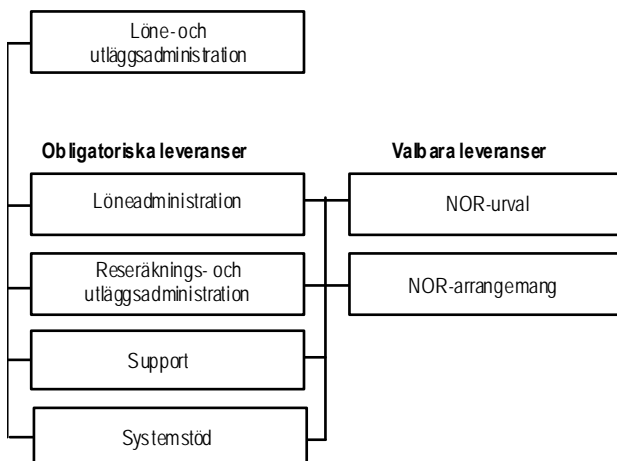 Löne- och
utläggsadministration
Obligatoriska leveranser
Valbara leveranser
Löneadministration
NOR-urval
Reseräknings- och
utläggsadministration
NOR-arrangemang
Support
Systemstöd